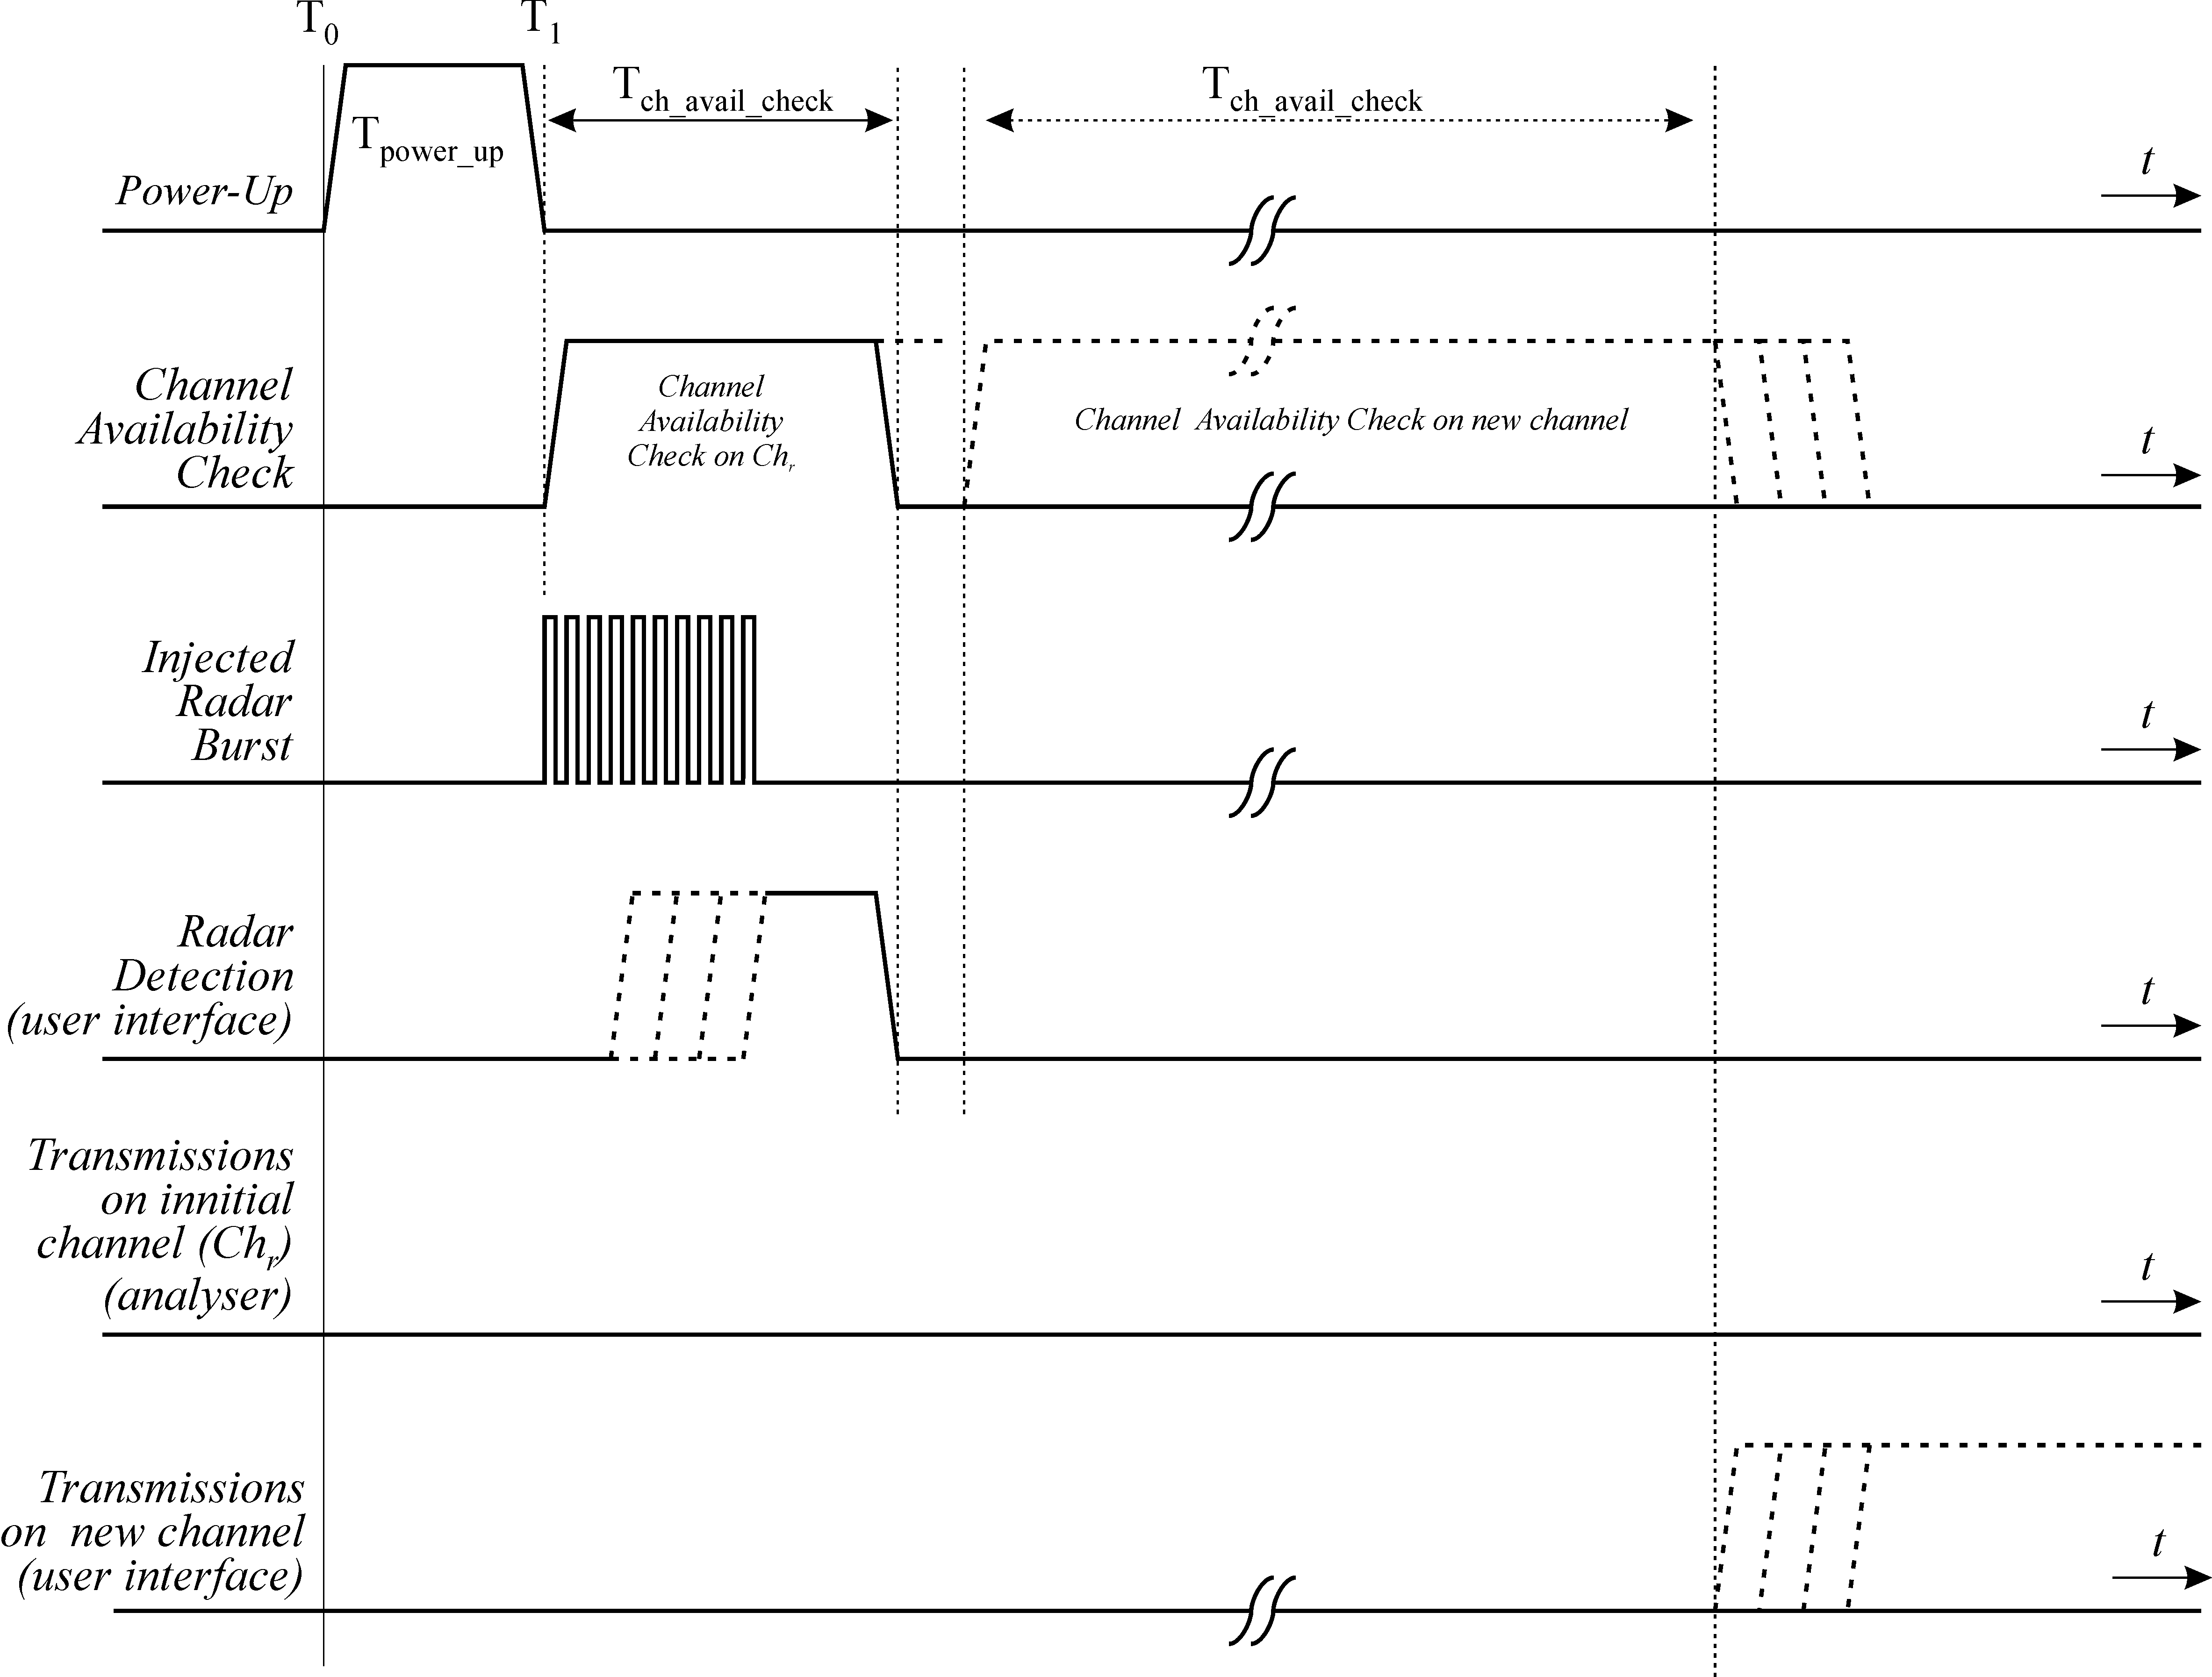 T0
T1
Tch_avail_check
Tch_avail_check
Tpower_up
Power-Up
t
Channel
Availability
Check
Channel
Availability
Check on Chr
Channel Availability Check on new channel
t
Injected
Radar
Burst
t
Radar
Detection
(user interface)
t
Transmissions
on innitial
channel (Chr)
(analyser)
t
Transmissions
on new channel
(user interface)
t